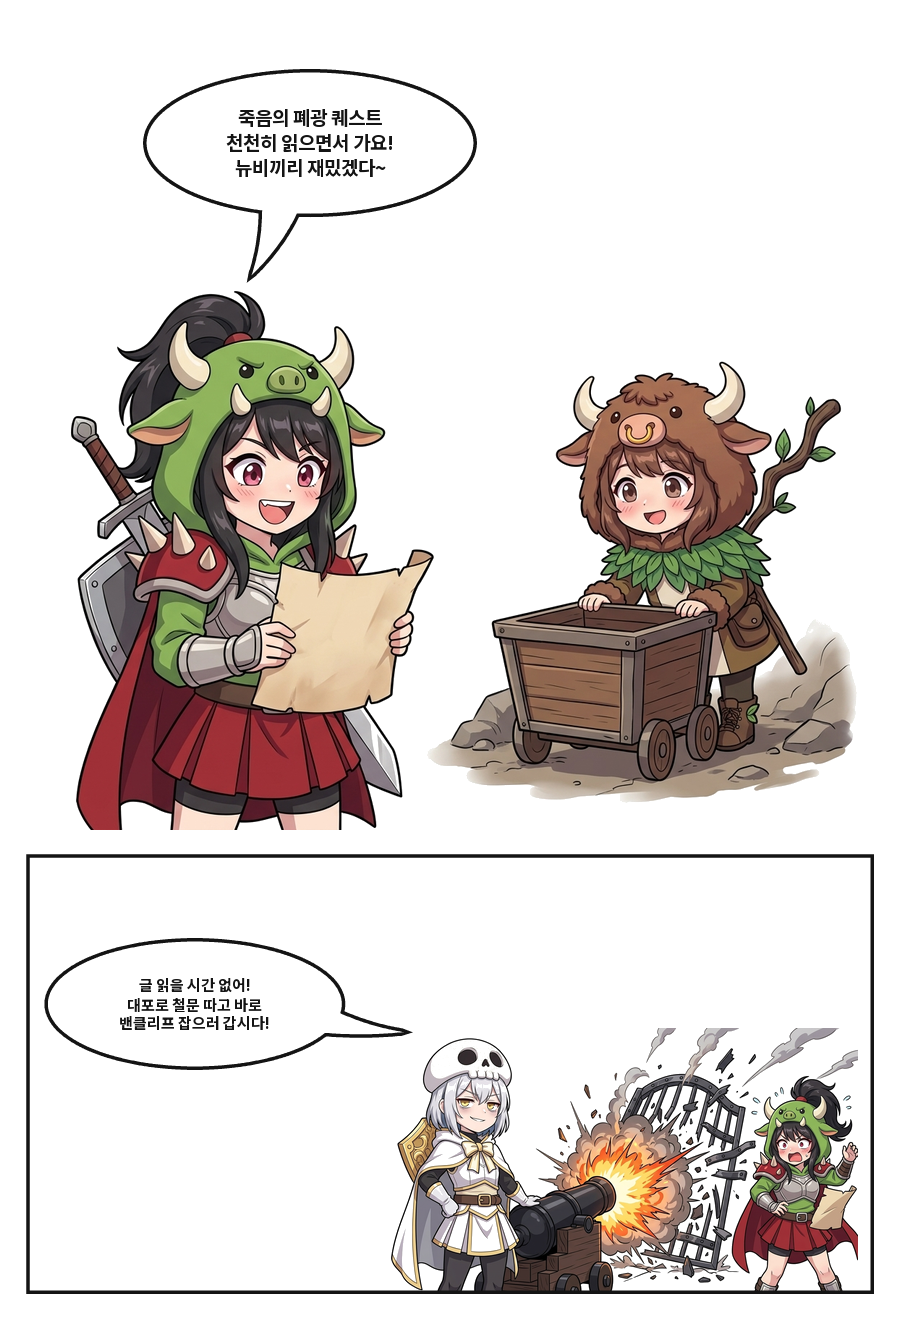 죽음의 폐광 퀘스트
천천히 읽으면서 가요!
뉴비끼리 재밌겠다~
글 읽을 시간 없어!
대포로 철문 따고 바로
밴클리프 잡으러 갑시다!